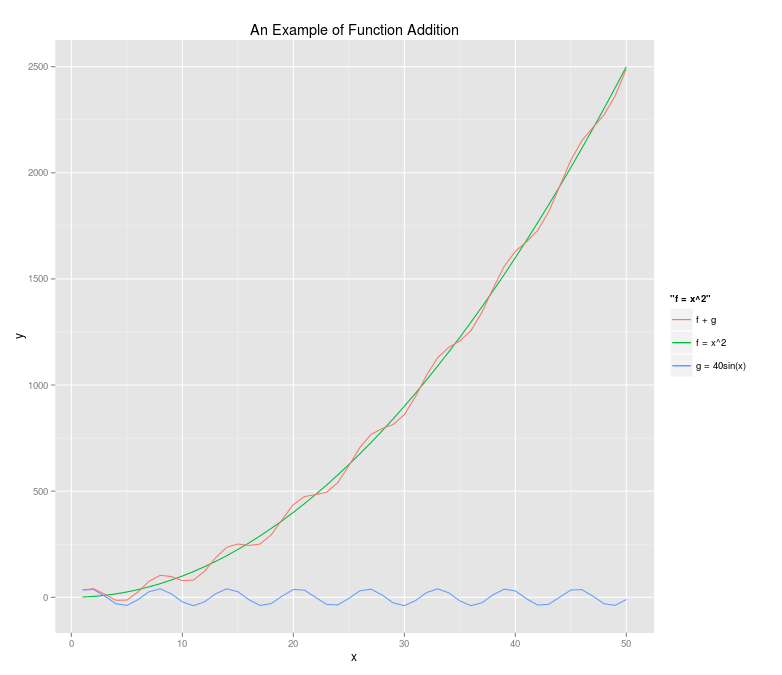 An Example of Function Addition
2500
2000
1500
1000
500
0
y
0 10 20 30 40 50
x
"f = x^2"
f + g
f = x^2
g = 40sin(x)